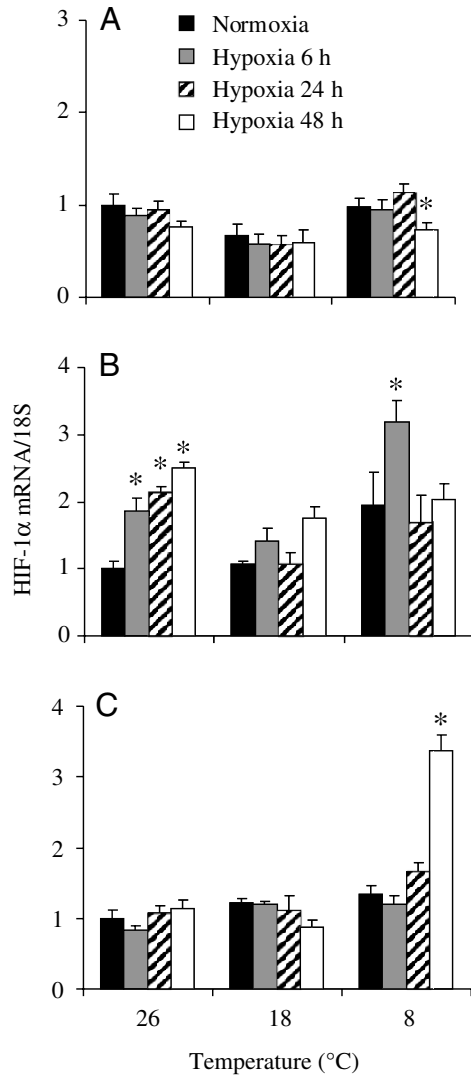 A
Normoxia
Hypoxia 6 h
Hypoxia 24 h
Hypoxia 48 h
3
2
1
0
*
B
4
3
2
1
0
* * *
*
HIF-1α mRNA/18S
C
4
3
2
1
0
*
26 18 8
Temperature (°C)